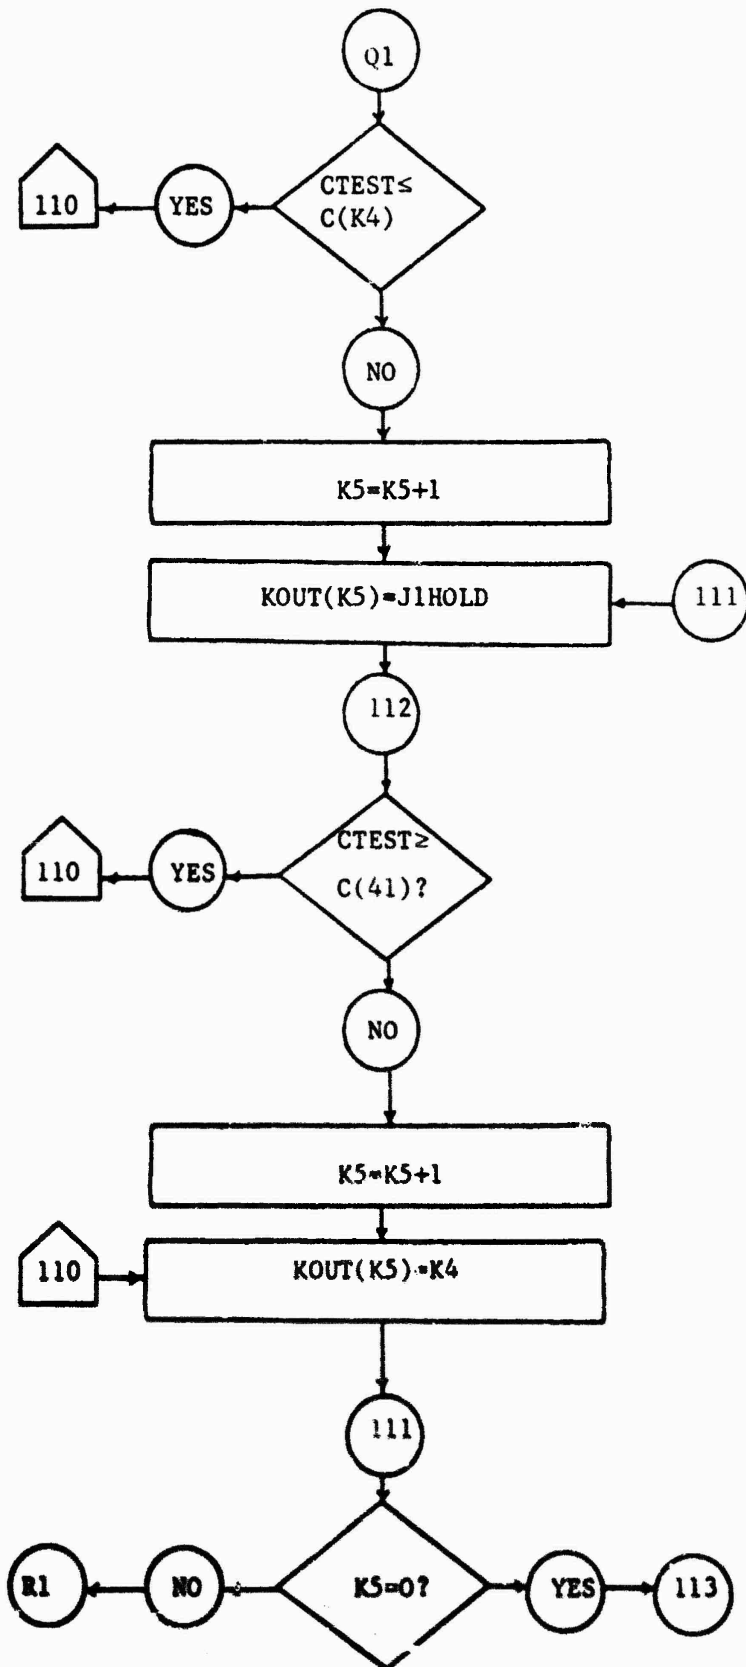 Q1
CTEST≤
C(K4)
YES
110
NO
K5=K5+1
KOUT(K5)=J1HOLD
111
112
CTEST≥
C(41)?
YES
110
NO
K5=K5+1
110
KOUT(K5)=K4
111
R1
NO
K5=0?
YES
113